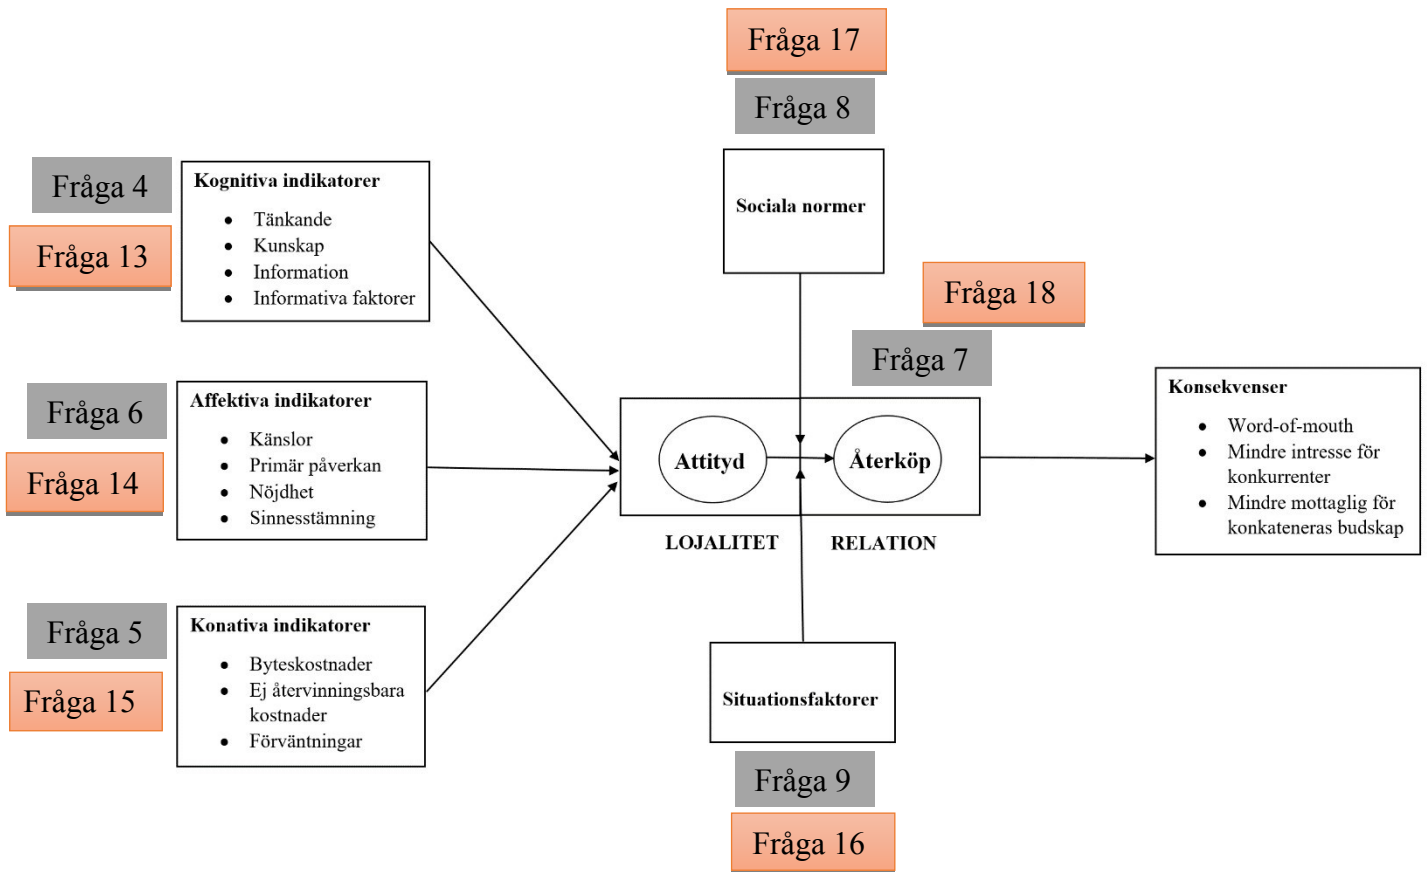 Fråga 17
Fråga 8
Sociala normer
Fråga 4
Fråga 13
Kognitiva indikatorer
Tänkande
Kunskap
Information
Informativa faktorer
Fråga 18
Fråga 7
Fråga 6
Fråga 14
Affektiva indikatorer
Känslor
Primär påverkan
Nöjdhet
Sinnesstämning
Attityd
Återköp
LOJALITET
RELATION
Konsekvenser
Word-of-mouth
Mindre intresse för
konkurrenter
Mindre mottaglig för
konkateneras budskap
Fråga 5
Fråga 15
Konativa indikatorer
Byteskostnader
Ej återvinningsbara
kostnader
Förväntningar
Situationsfaktorer
Fråga 9
Fråga 16